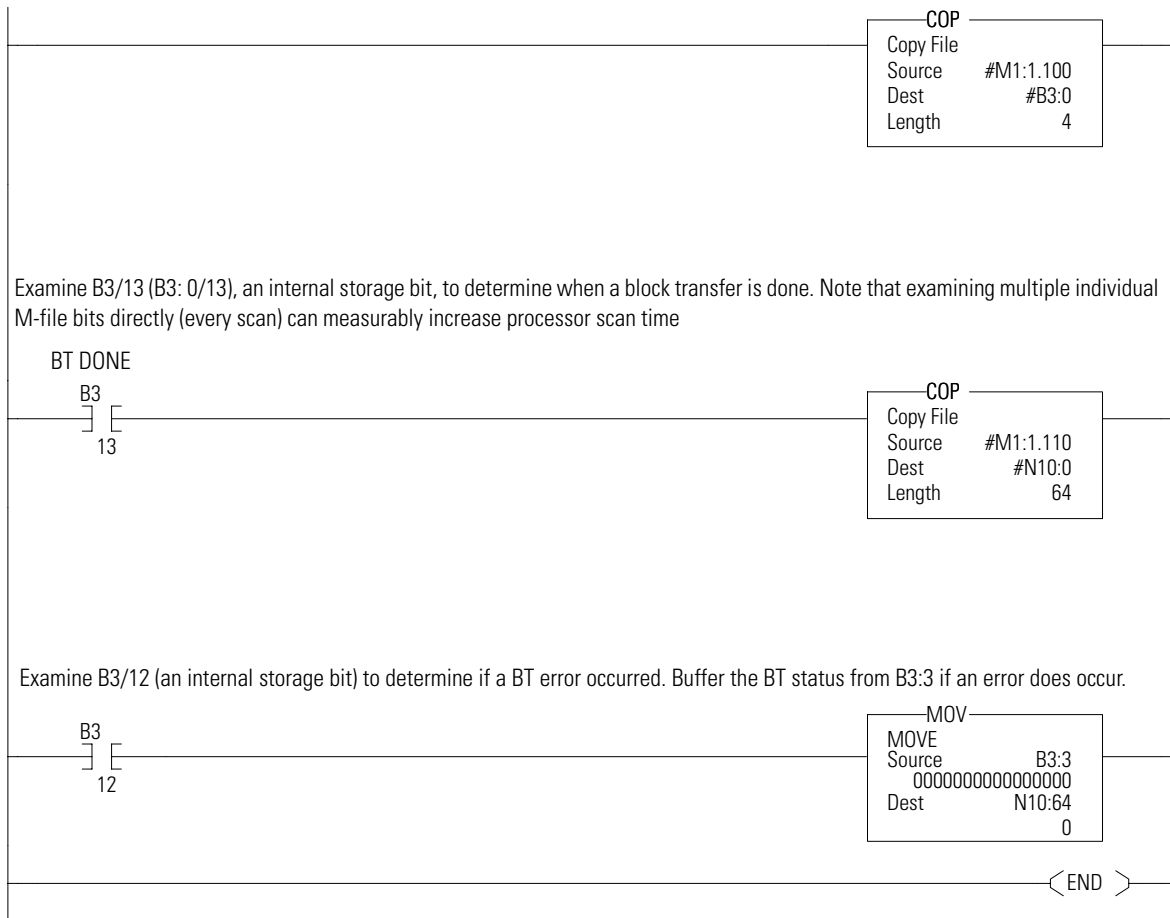 COP
Copy File
Source #M1:1.100
Dest #B3:0
Length 4
Examine B3/13 (B3: 0/13), an internal storage bit, to determine when a block transfer is done. Note that examining multiple individual
M-file bits directly (every scan) can measurably increase processor scan time
BT DONE
B3
13
COP
Copy File
Source #M1:1.110
Dest #N10:0
Length 64
Examine B3/12 (an internal storage bit) to determine if a BT error occurred. Buffer the BT status from B3:3 if an error does occur.
B3
12
MOV
MOVE
Source B3:3
0000000000000000
Dest N10:64
0
END